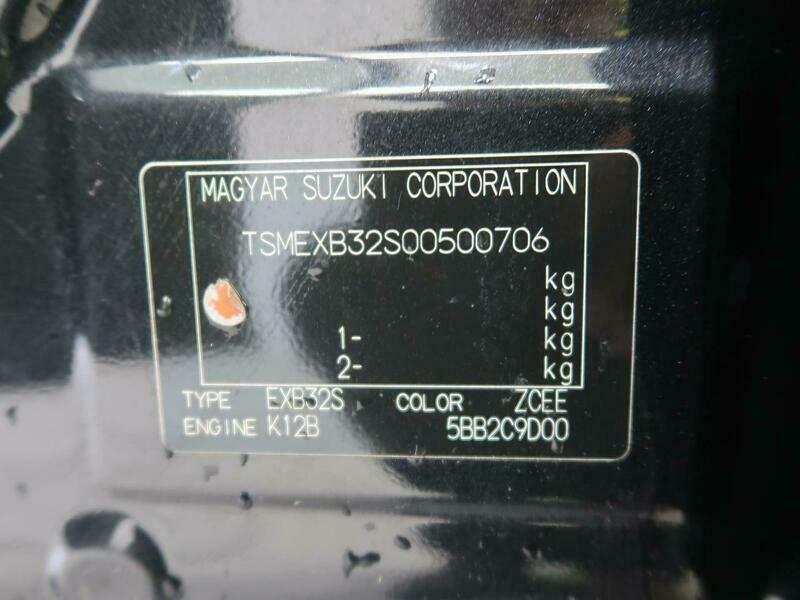 MAGYAR SUZUKI CORPORATION
TSMEXB32S00500706
kg
kg
1- kg
2- kg
TYPE EXB32S COLOR ZCEE
ENGINE K12B 5BB2C9D00